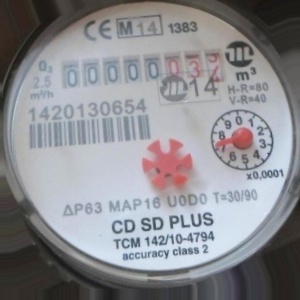 CE M14 1383
Q3
2.5
m³/h
00000032
m³
M14
H-R=80
V-R=40
1420130654
x0,0001
ΔP63 MAP16 U0D0 T=30/90
CD SD PLUS
TCM 142/10-4794
accuracy class 2